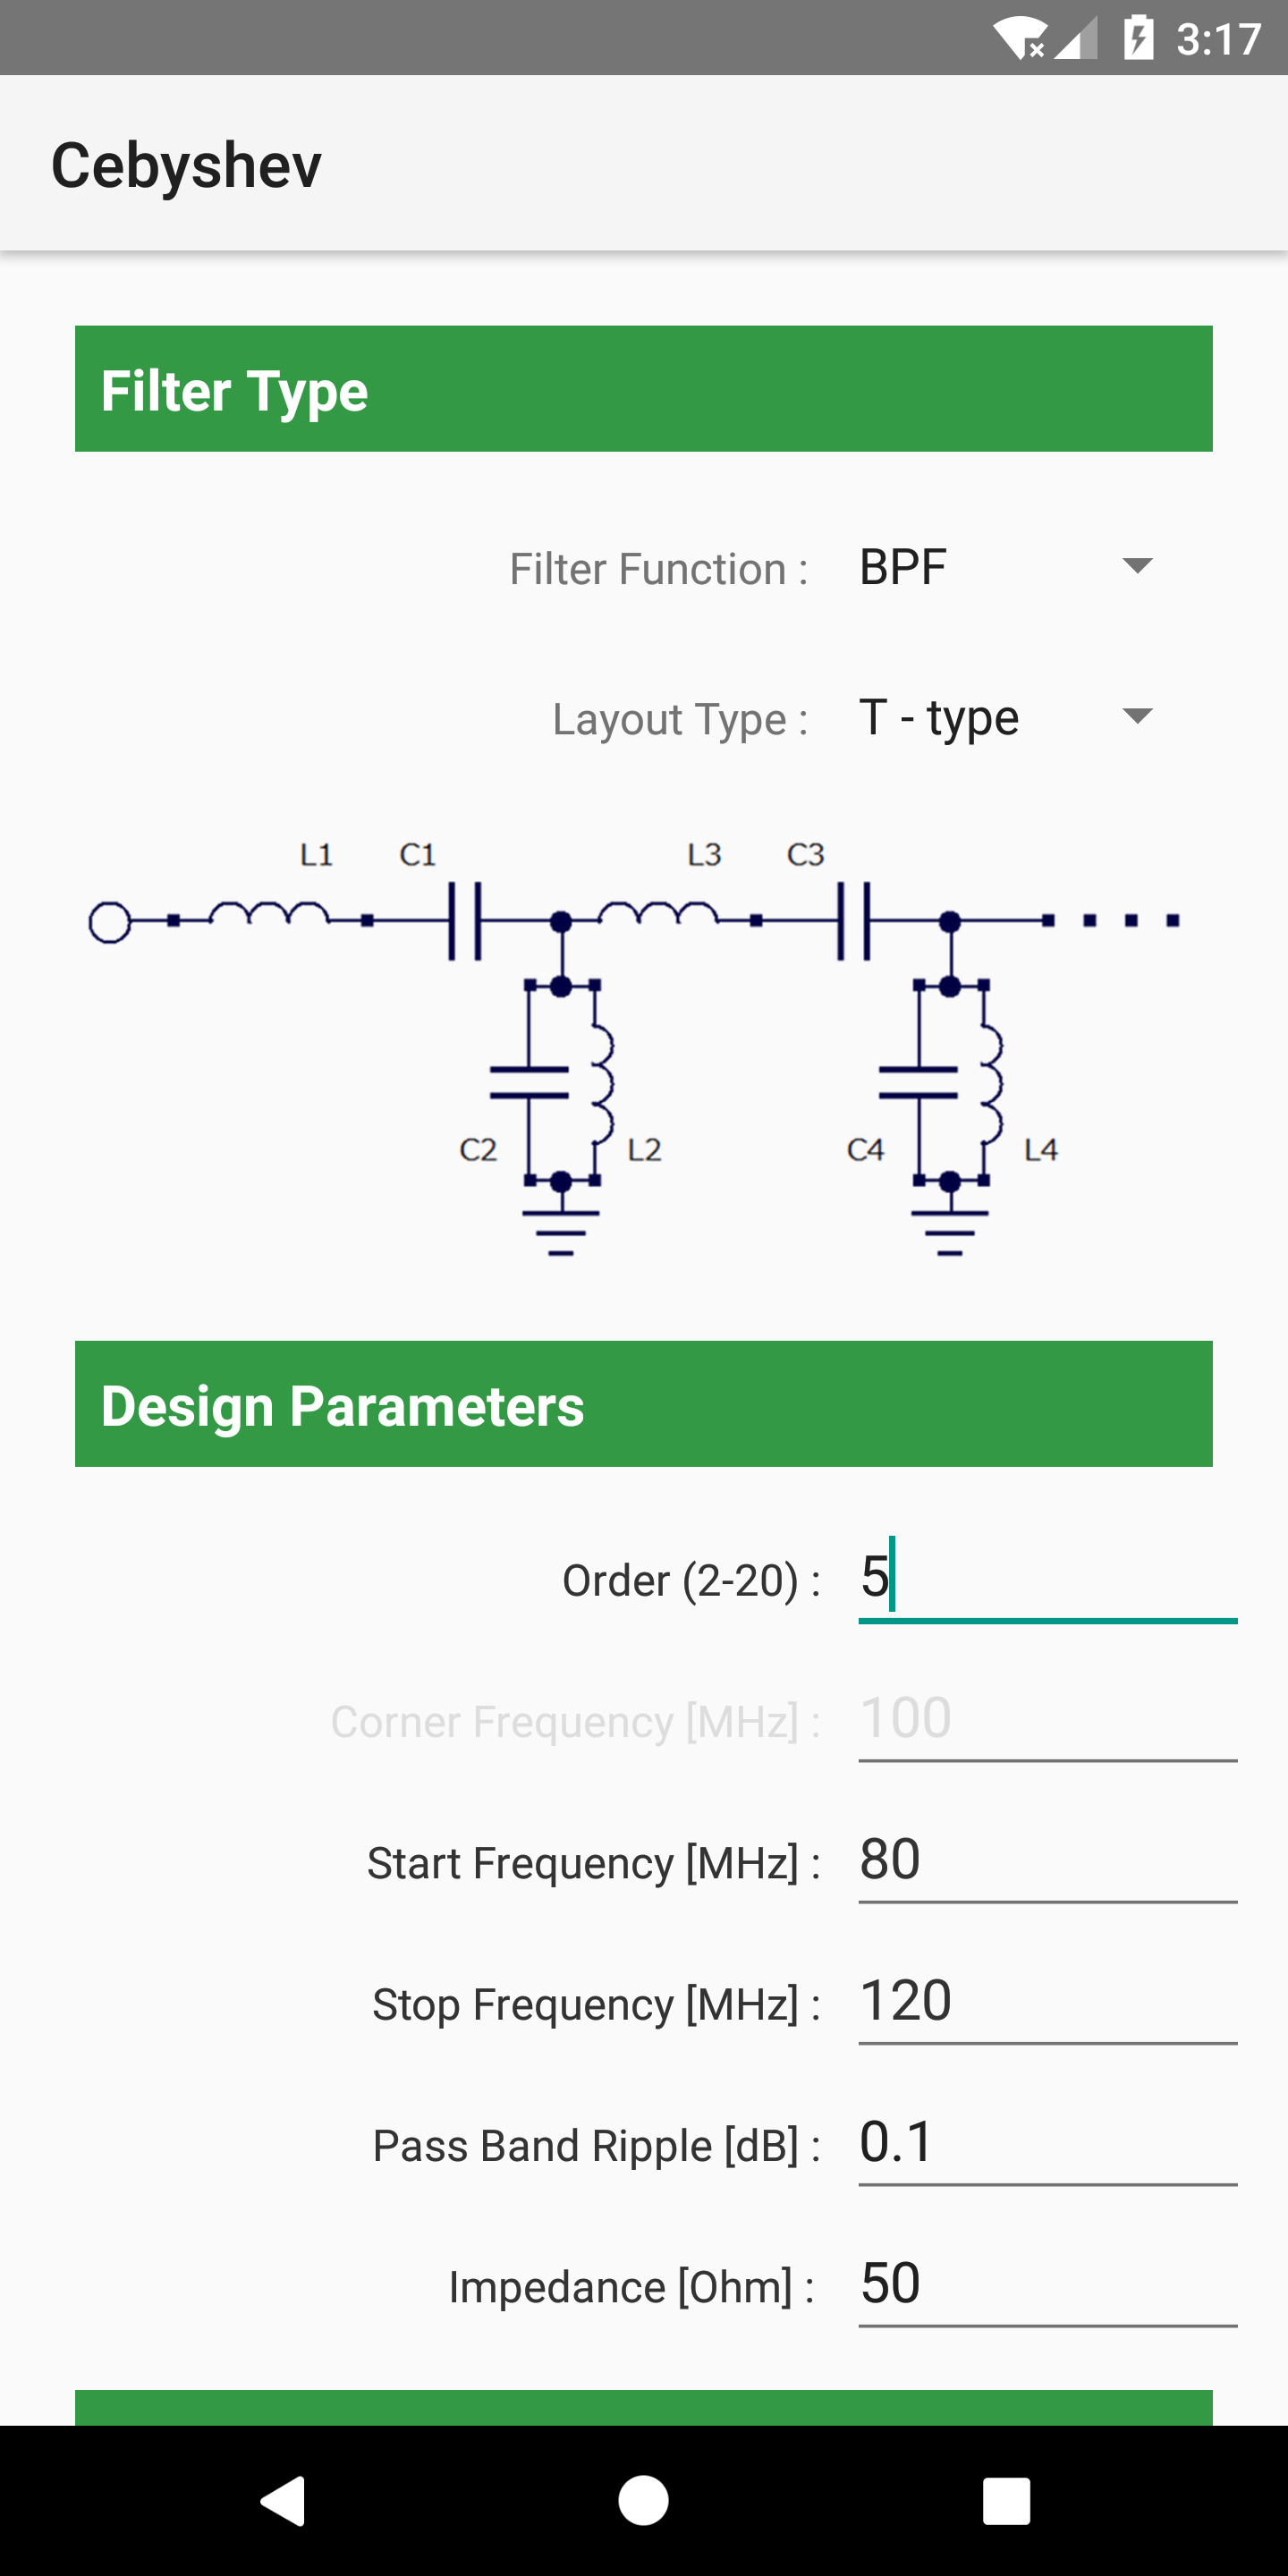 3:17
Cebyshev
Filter Type
Filter Function : BPF
Layout Type : T - type
L1 C1 L3 C3
C2 L2 C4 L4
Design Parameters
Order (2-20) : 5
Corner Frequency [MHz] : 100
Start Frequency [MHz] : 80
Stop Frequency [MHz] : 120
Pass Band Ripple [dB] : 0.1
Impedance [Ohm] : 50